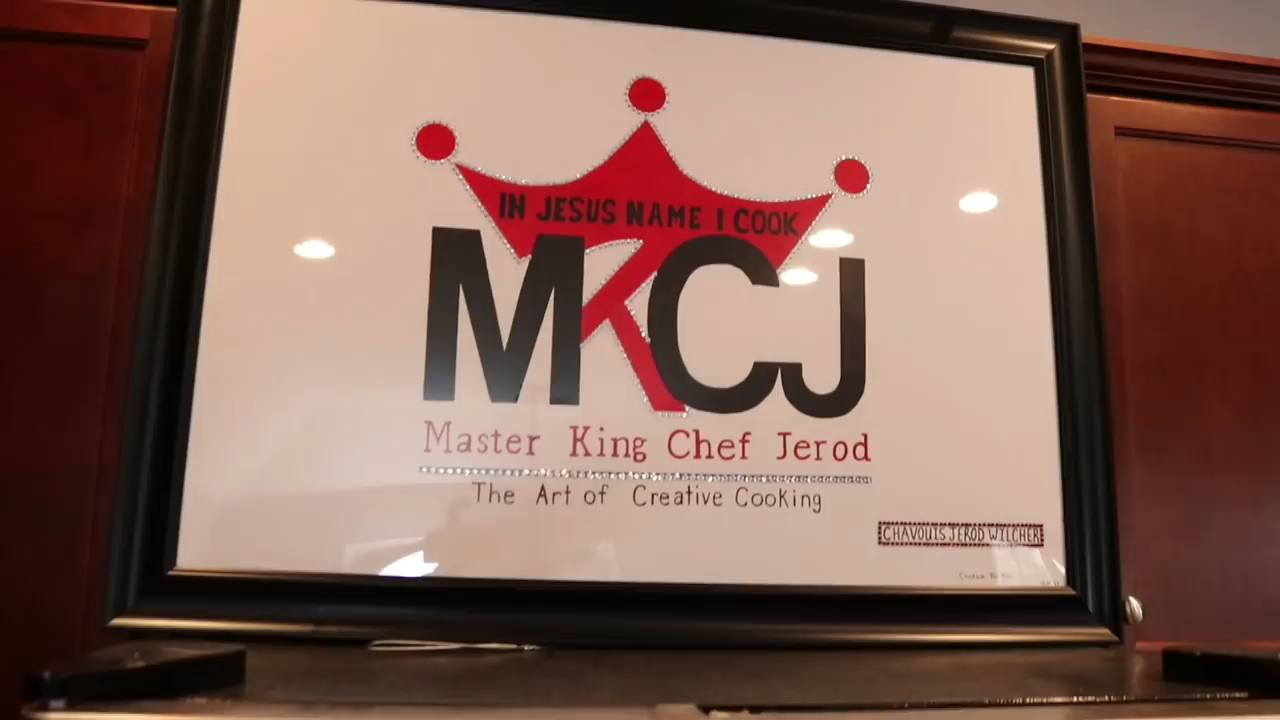 IN JESUS NAME I COOK
MKCJ
Master King Chef Jerod
The Art of Creative Cooking
CHAVOUIS JEROD WILCHER